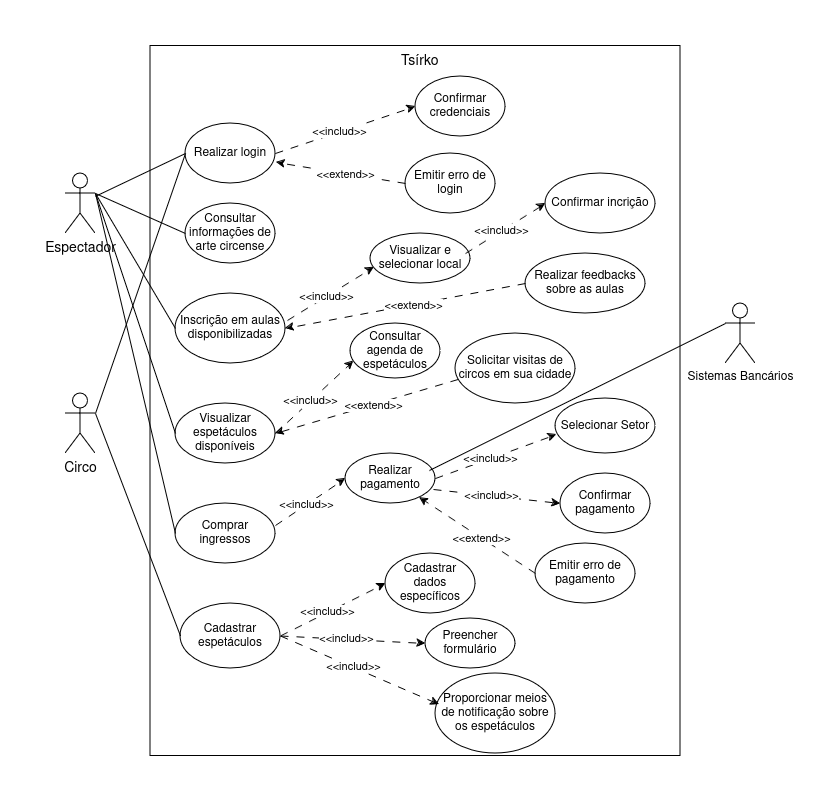 Tsírko
Confirmar
credenciais
<<includ>>
Realizar login
<<extend>>
Emitir erro de
login
Espectador
Consultar
informações de
arte circense
Confirmar incrição
<<includ>>
Visualizar e
selecionar local
<<includ>>
Realizar feedbacks
sobre as aulas
<<extend>>
Inscrição em aulas
disponibilizadas
Consultar
agenda de
espetáculos
Solicitar visitas de
circos em sua cidade
Sistemas Bancários
<<includ>>
<<extend>>
Visualizar
espetáculos
disponíveis
Circo
Selecionar Setor
<<includ>>
Realizar
pagamento
<<includ>>
Confirmar
pagamento
<<includ>>
Comprar
ingressos
<<extend>>
Emitir erro de
pagamento
Cadastrar
dados
específicos
<<includ>>
Cadastrar
espetáculos
<<includ>>
Preencher
formulário
<<includ>>
Proporcionar meios
de notificação sobre
os espetáculos